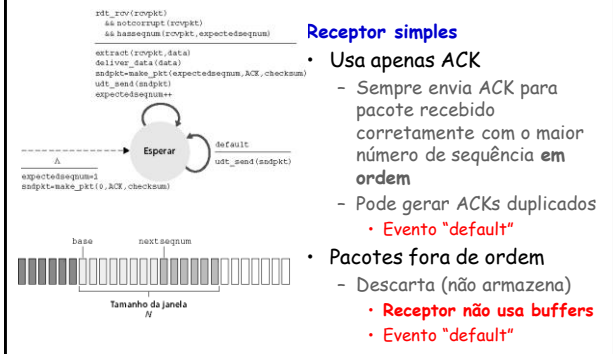 rdt_rcv(rcvpkt)
&& notcorrupt(rcvpkt)
&& hasseqnum(rcvpkt,expectedseqnum)
extract(rcvpkt,data)
deliver_data(data)
sndpkt=make_pkt(expectedseqnum,ACK,checksum)
udt_send(sndpkt)
expectedseqnum++
Esperar
default
udt_send(sndpkt)
Λ
expectedseqnum=1
sndpkt=make_pkt(0,ACK,checksum)
base
nextseqnum
Tamanho da janela
N
Receptor simples
• Usa apenas ACK
– Sempre envia ACK para
pacote recebido
corretamente com o maior
número de sequência em
ordem
– Pode gerar ACKs duplicados
• Evento “default”
• Pacotes fora de ordem
– Descarta (não armazena)
• Receptor não usa buffers
• Evento “default”